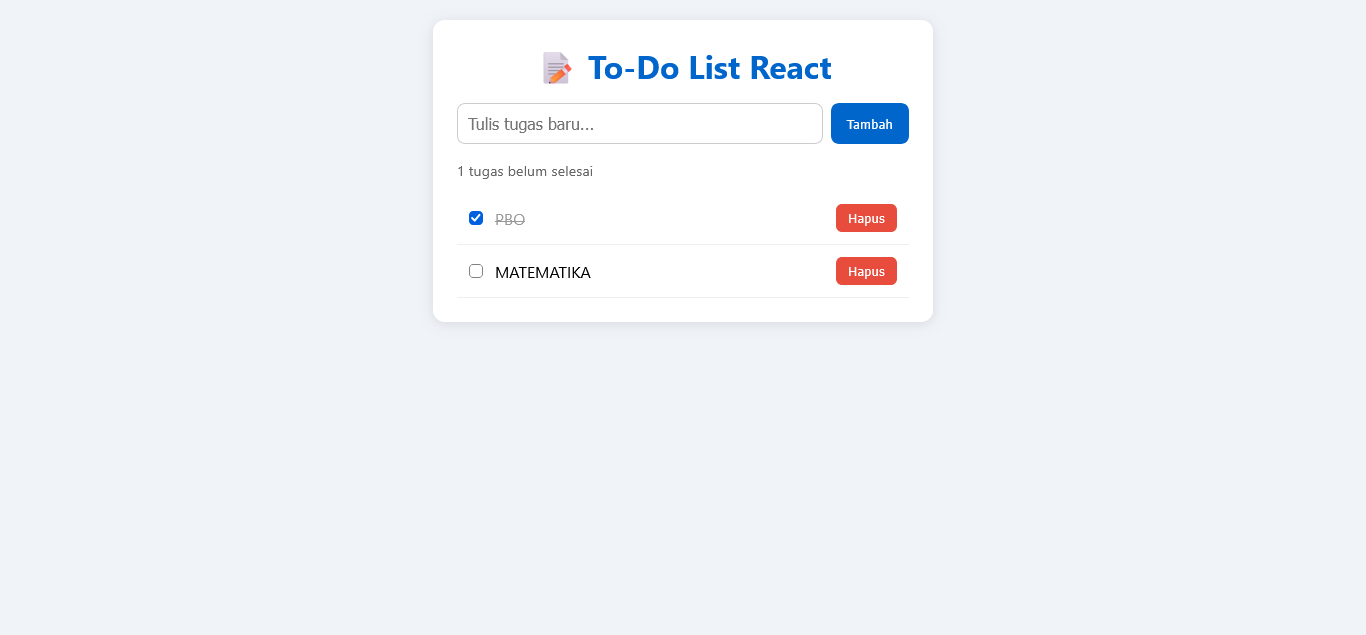 To-Do List React
Tulis tugas baru...
Tambah
1 tugas belum selesai
PBO
Hapus
MATEMATIKA
Hapus